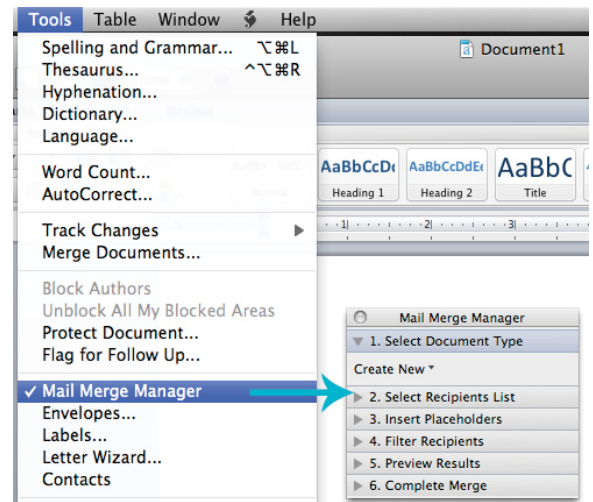 Tools Table Window Help
Document1
Spelling and Grammar... ⌥⌘L
Thesaurus... ^⌥⌘R
Hyphenation...
Dictionary...
Language...
Word Count...
AutoCorrect...
Track Changes
Merge Documents...
Block Authors
Unblock All My Blocked Areas
Protect Document...
Flag for Follow Up...
✓ Mail Merge Manager
Envelopes...
Labels...
Letter Wizard...
Contacts
AaBbCcDc AaBbCcDdEe AaBbC
Heading 1 Heading 2 Title
1 2 3
Mail Merge Manager
1. Select Document Type
Create New
2. Select Recipients List
3. Insert Placeholders
4. Filter Recipients
5. Preview Results
6. Complete Merge